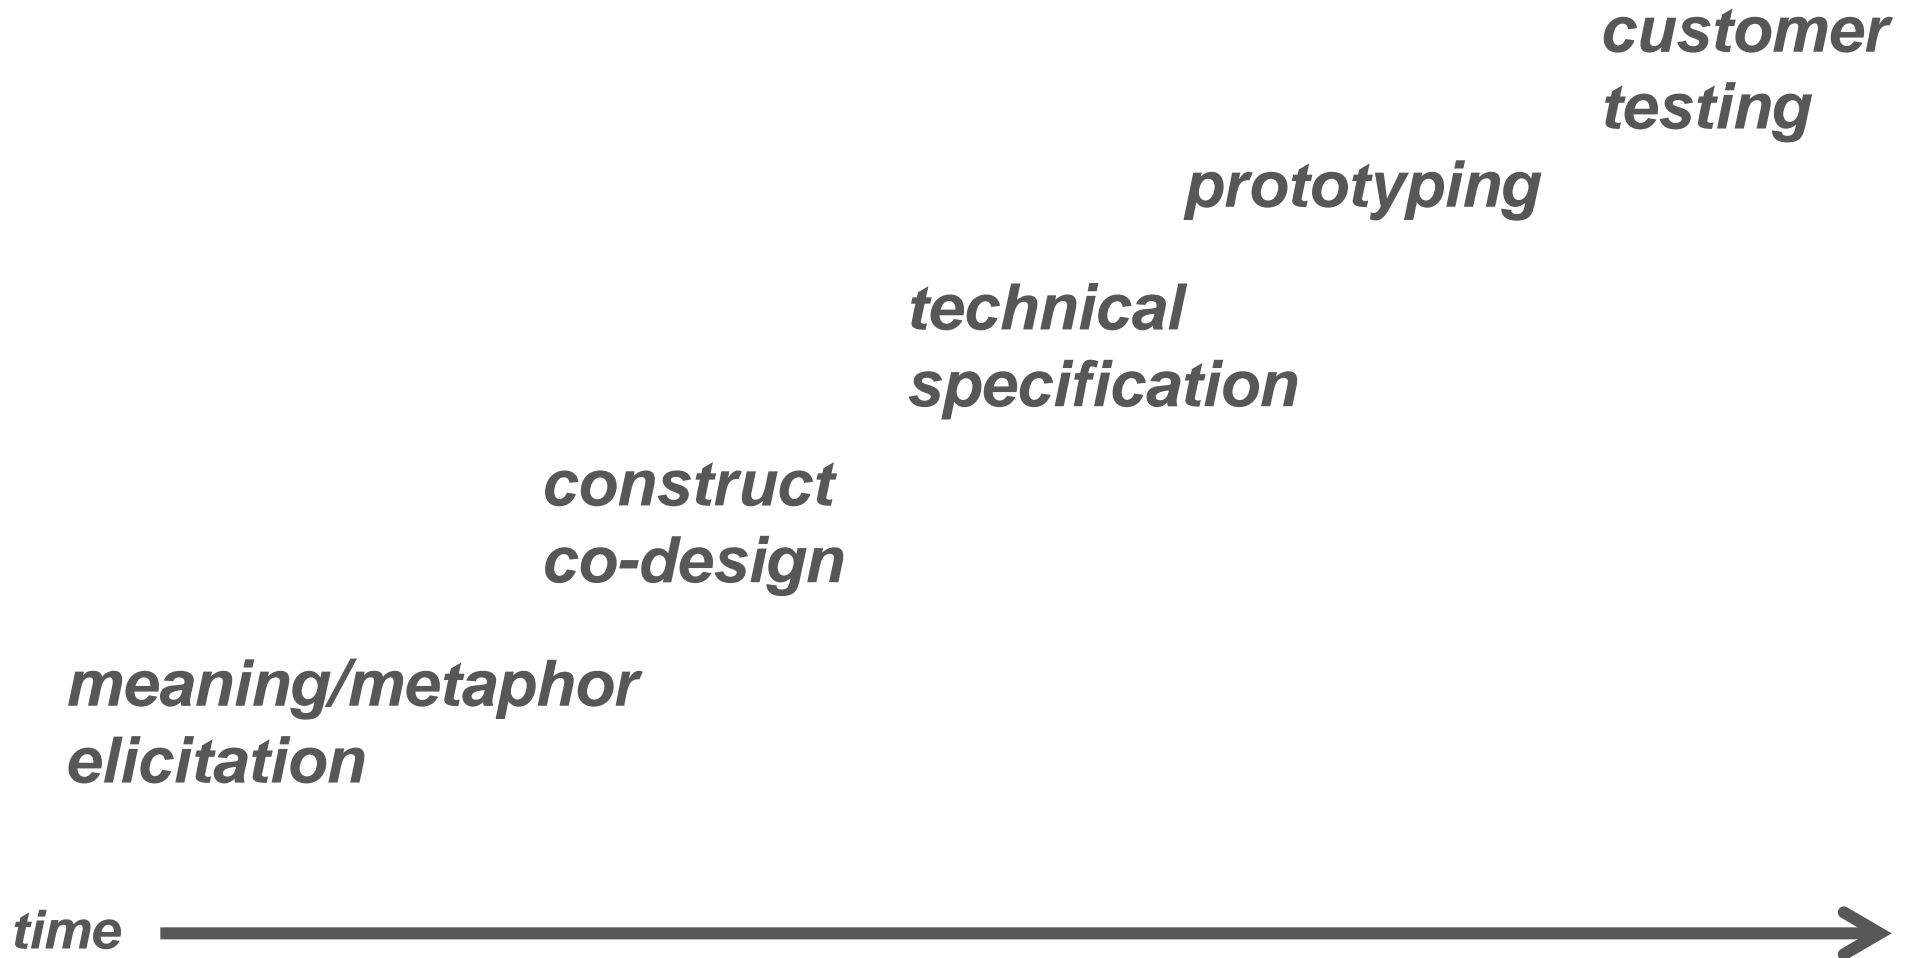 customer
testing
prototyping
technical
specification
construct
co-design
meaning/metaphor
elicitation
time